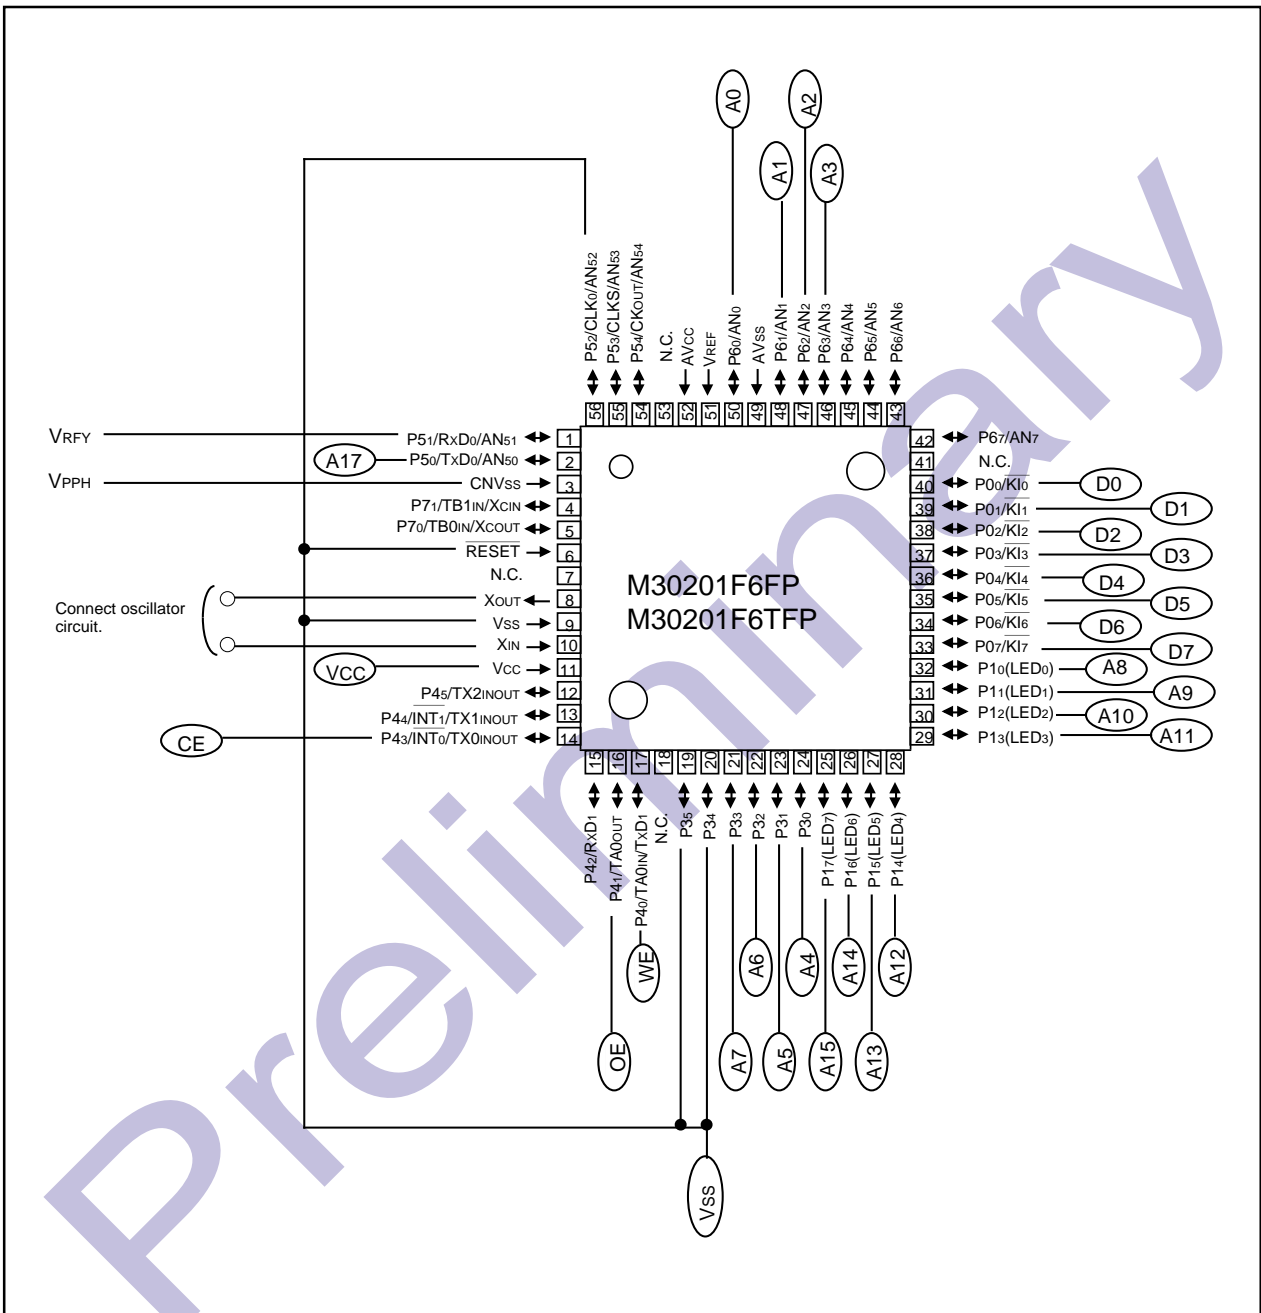 A0
A2
A1
A3
P52/CLK0/AN52
P53/CLKS/AN53
P54/CKOUT/AN54
N.C.
AVCC
VREF
P60/AN0
AVSS
P61/AN1
P62/AN2
P63/AN3
P64/AN4
P65/AN5
P66/AN6
56 55 54 53 52 51 50 49 48 47 46 45 44 43
VRFY P51/RXD0/AN51 1
A17 P50/TXD0/AN50 2
VPPH CNVSS 3
P71/TB1IN/XCIN 4
P70/TB0IN/XCOUT 5
RESET 6
N.C. 7
XOUT 8
VSS 9
XIN 10
Connect oscillator
circuit.
VCC VCC 11
P45/TX2INOUT 12
P44/INT1/TX1INOUT 13
CE P43/INT0/TX0INOUT 14
M30201F6FP
M30201F6TFP
42 P67/AN7
41 N.C.
40 P00/KI0 D0
39 P01/KI1 D1
38 P02/KI2 D2
37 P03/KI3 D3
36 P04/KI4 D4
35 P05/KI5 D5
34 P06/KI6 D6
33 P07/KI7 D7
32 P10(LED0) A8
31 P11(LED1) A9
30 P12(LED2) A10
29 P13(LED3) A11
15 16 17 18 19 20 21 22 23 24 25 26 27 28
P42/RXD1
P41/TA0OUT
P40/TA0IN/TXD1
N.C.
P35
P34
P33
P32
P31
P30
P17(LED7)
P16(LED6)
P15(LED5)
P14(LED4)
WE
A6
A4
A14
A12
OE
A7
A5
A15
A13
VSS
Preliminary